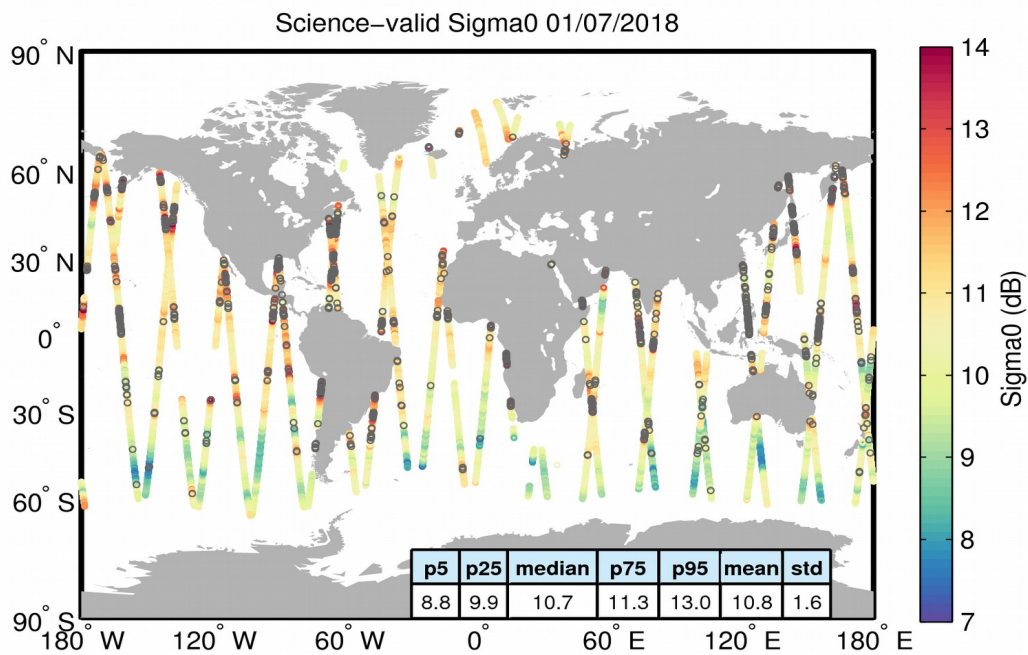 Science−valid Sigma0 01/07/2018
90° N
60° N
30° N
0°
30° S
60° S
90° S
180° W
120° W
60° W
0°
60° E
120° E
180° E
p5 p25 median p75 p95 mean std
8.8 9.9 10.7 11.3 13.0 10.8 1.6
14
13
12
11
10
9
8
7
Sigma0 (dB)